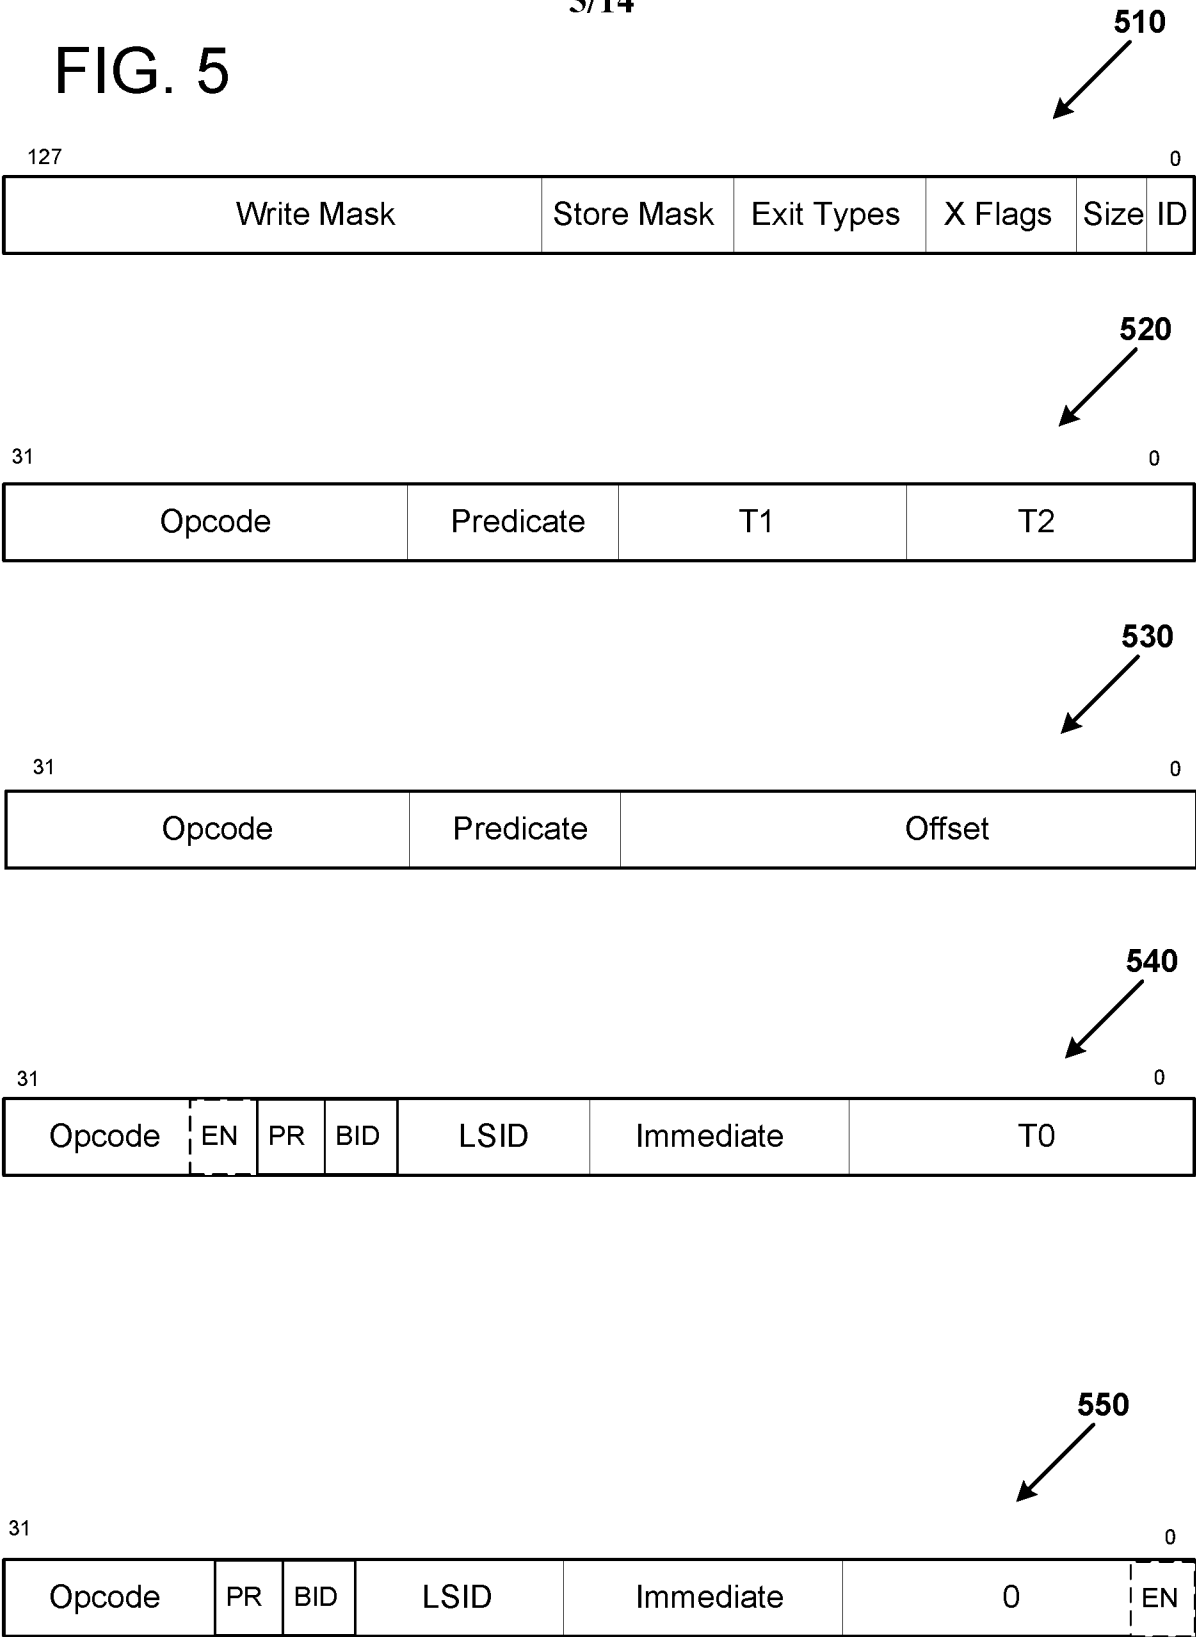 5/14
510
FIG. 5
127 0
Write Mask Store Mask Exit Types X Flags Size ID
520
31 0
Opcode Predicate T1 T2
530
31 0
Opcode Predicate Offset
540
31 0
Opcode EN PR BID LSID Immediate T0
550
31 0
Opcode PR BID LSID Immediate 0 EN